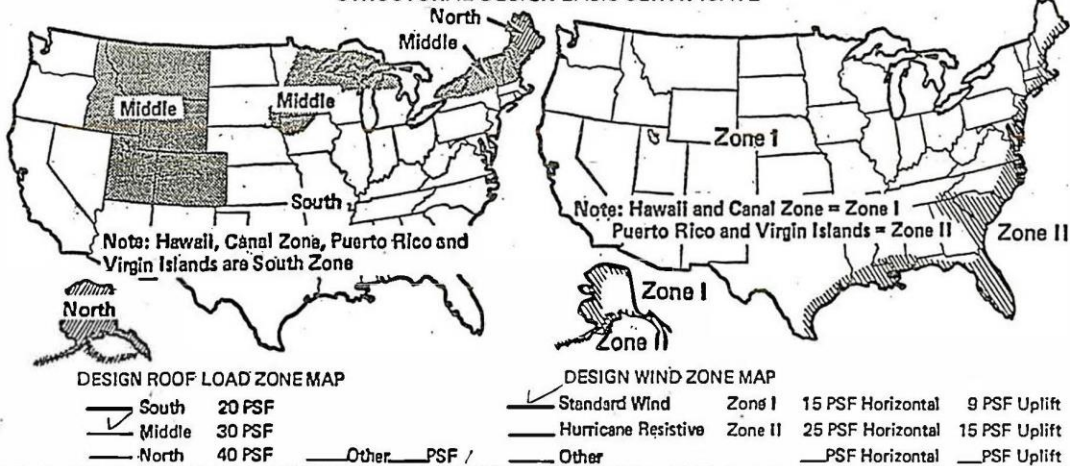 North
Middle
Middle
Middle
South
Note: Hawaii, Canal Zone, Puerto Rico and
Virgin Islands are South Zone
North
Zone I
Note: Hawaii and Canal Zone = Zone I
Puerto Rico and Virgin Islands = Zone II
Zone II
Zone I
Zone II
DESIGN ROOF LOAD ZONE MAP
South 20 PSF
Middle 30 PSF
North 40 PSF ___Other___PSF
DESIGN WIND ZONE MAP
Standard Wind Zone I 15 PSF Horizontal 9 PSF Uplift
Hurricane Resistive Zone II 25 PSF Horizontal 15 PSF Uplift
Other ___PSF Horizontal ___PSF Uplift